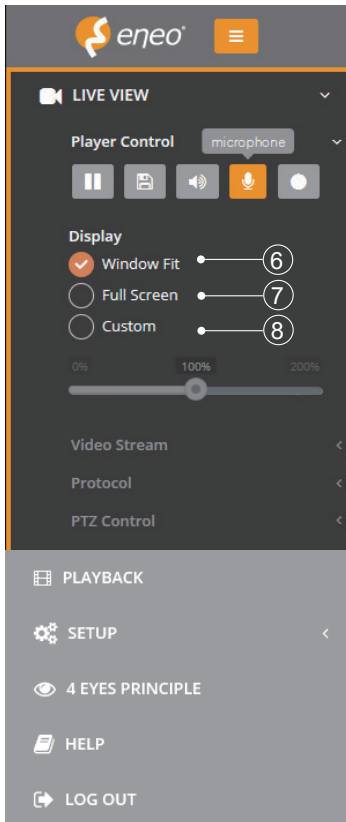 eneo
LIVE VIEW
Player Control microphone
Display
Window Fit 6
Full Screen 7
Custom 8
0% 100% 200%
Video Stream
Protocol
PTZ Control
PLAYBACK
SETUP
4 EYES PRINCIPLE
HELP
LOG OUT